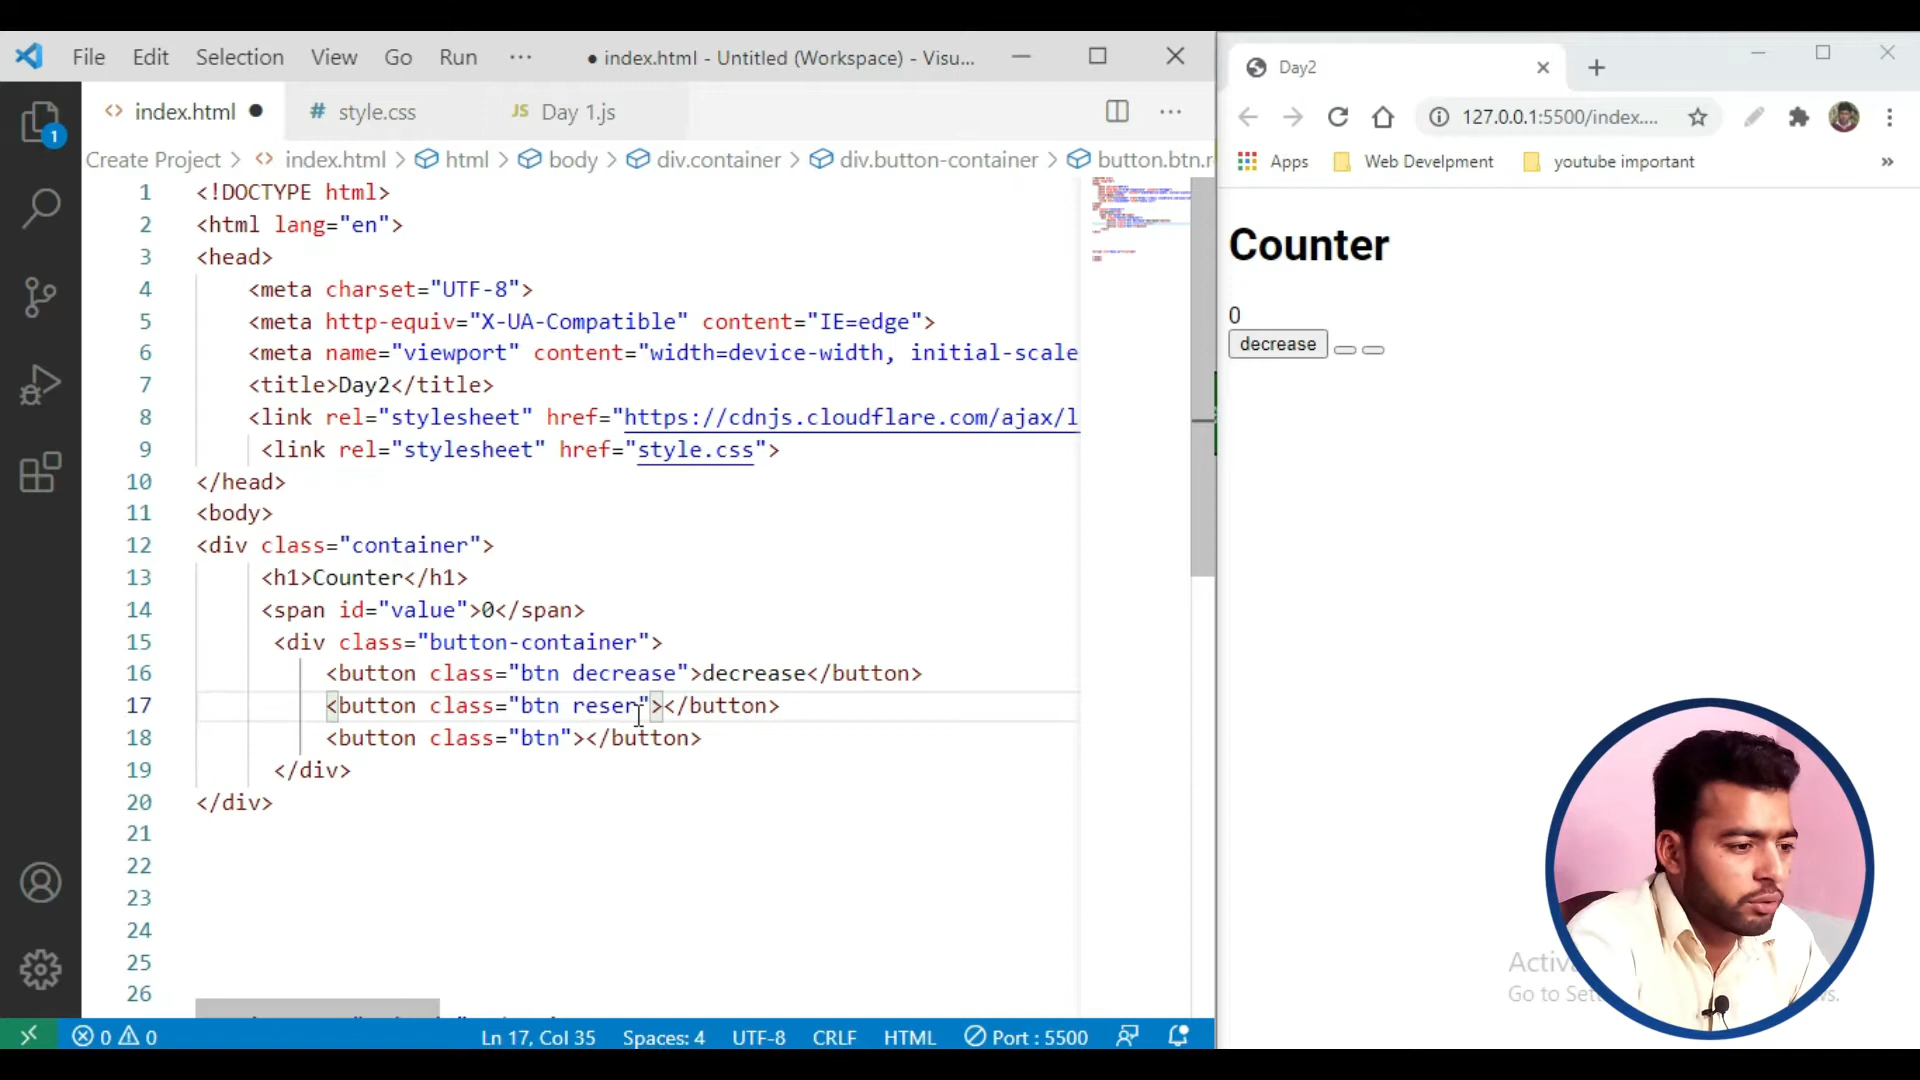 File Edit Selection View Go Run ··· ● index.html - Untitled (Workspace) - Visu...
index.html ● # style.css JS Day 1.js ···
Create Project > <> index.html > html > body > div.container > div.button-container > button.btn.r
1 <!DOCTYPE html>
2 <html lang="en">
3 <head>
4 <meta charset="UTF-8">
5 <meta http-equiv="X-UA-Compatible" content="IE=edge">
6 <meta name="viewport" content="width=device-width, initial-scale
7 <title>Day2</title>
8 <link rel="stylesheet" href="https://cdnjs.cloudflare.com/ajax/l
9 <link rel="stylesheet" href="style.css">
10 </head>
11 <body>
12 <div class="container">
13 <h1>Counter</h1>
14 <span id="value">0</span>
15 <div class="button-container">
16 <button class="btn decrease">decrease</button>
17 <button class="btn reser"></button>
18 <button class="btn"></button>
19 </div>
20 </div>
21
22
23
24
25
26
1
0 0 Ln 17, Col 35 Spaces: 4 UTF-8 CRLF HTML Port : 5500
Day2
127.0.0.1:5500/index....
Apps Web Develpment youtube important »
Counter
0
decrease
Go to